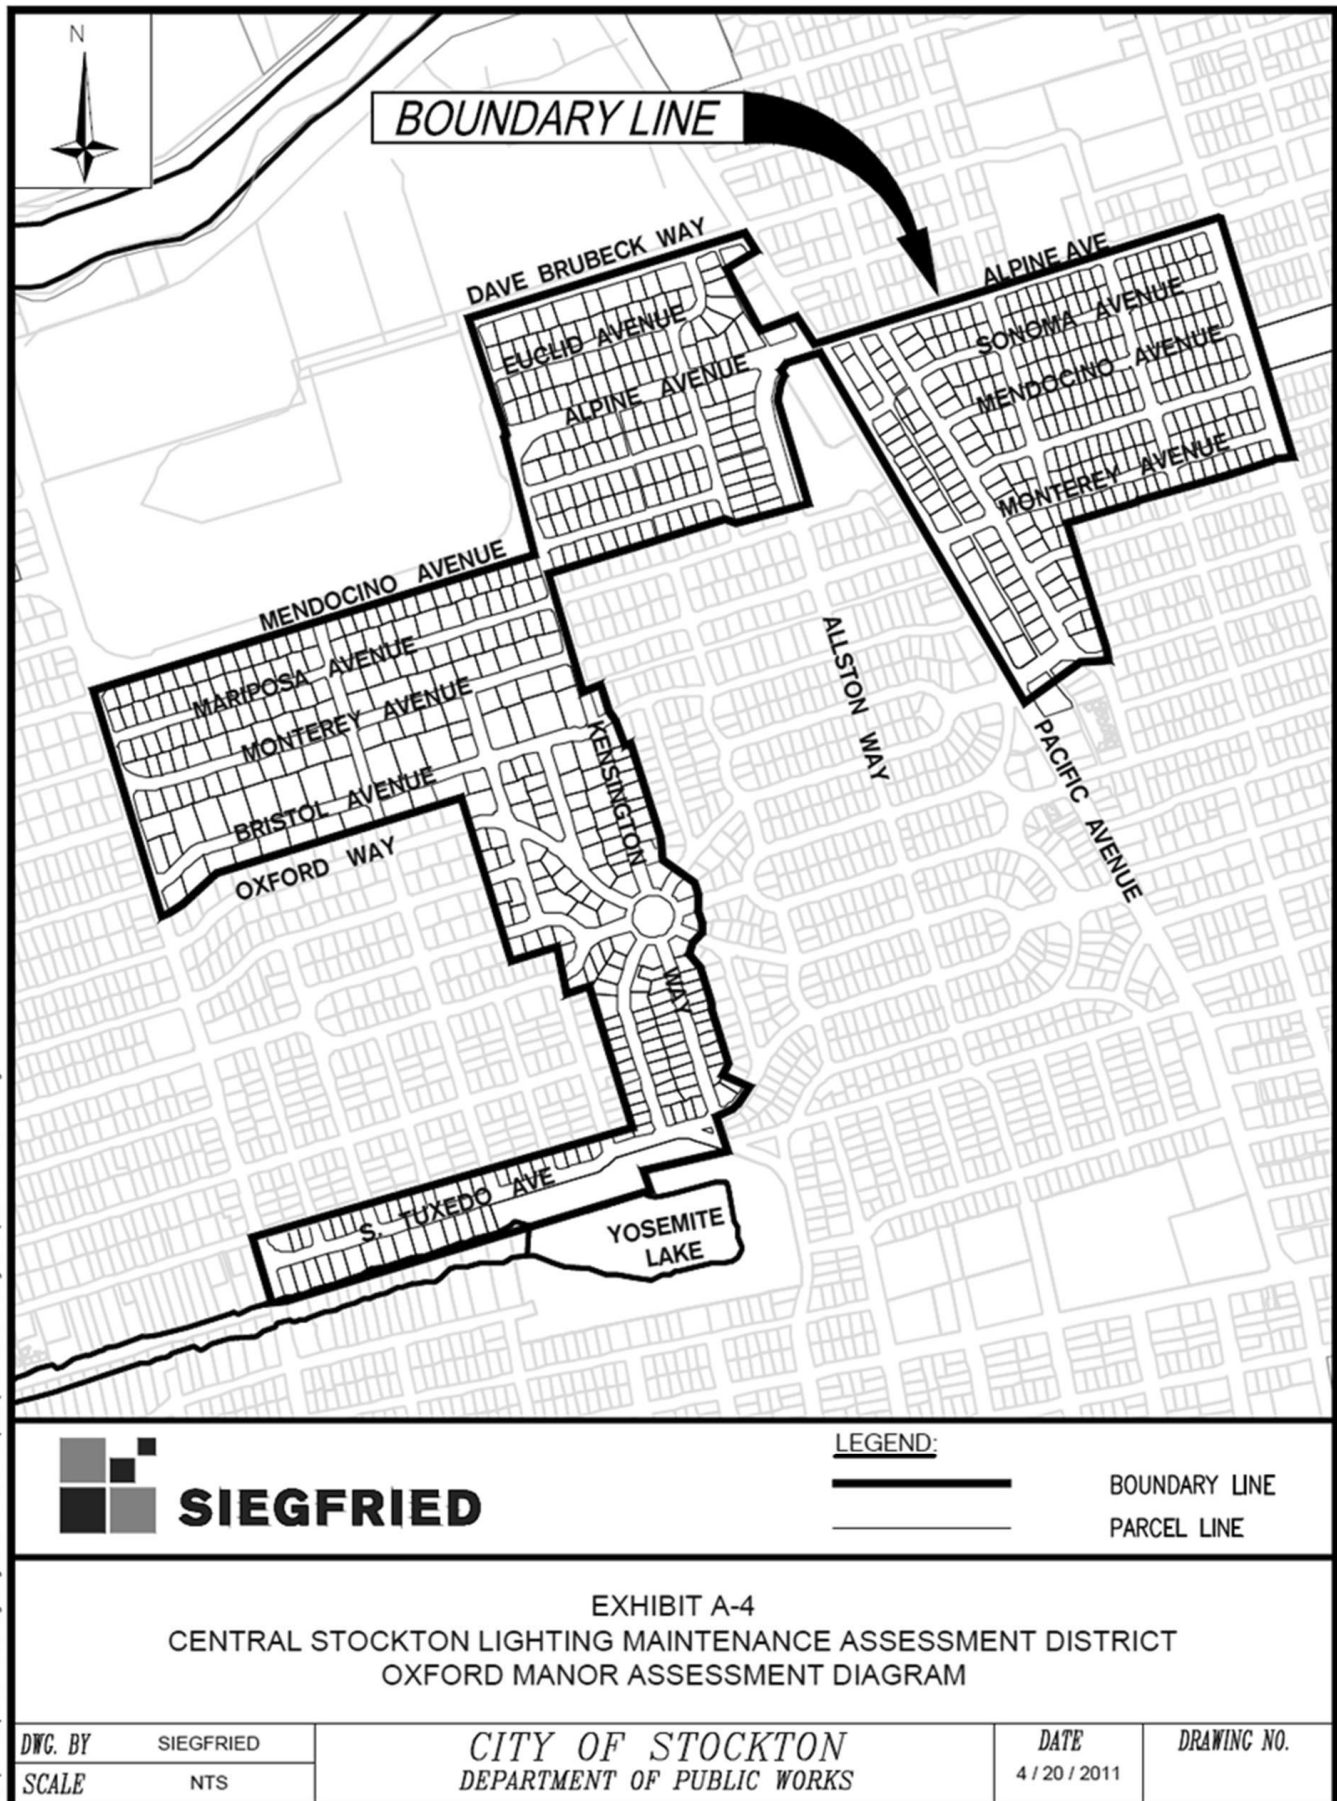 N
BOUNDARY LINE
DAVE BRUBECK WAY
ALPINE AVE
EUCLID AVENUE
SONOMA AVENUE
ALPINE AVENUE
MENDOCINO AVENUE
MONTEREY AVENUE
MENDOCINO AVENUE
MARIPOSA AVENUE
MONTEREY AVENUE
BRISTOL AVENUE
OXFORD WAY
KENSINGTON
WAY
ALLSTON WAY
PACIFIC AVENUE
S. TUXEDO AVE
YOSEMITE
LAKE
SIEGFRIED
LEGEND:
BOUNDARY LINE
PARCEL LINE
EXHIBIT A-4
CENTRAL STOCKTON LIGHTING MAINTENANCE ASSESSMENT DISTRICT
OXFORD MANOR ASSESSMENT DIAGRAM
DWG. BY SIEGFRIED
SCALE NTS
CITY OF STOCKTON
DEPARTMENT OF PUBLIC WORKS
DATE
4 / 20 / 2011
DRAWING NO.